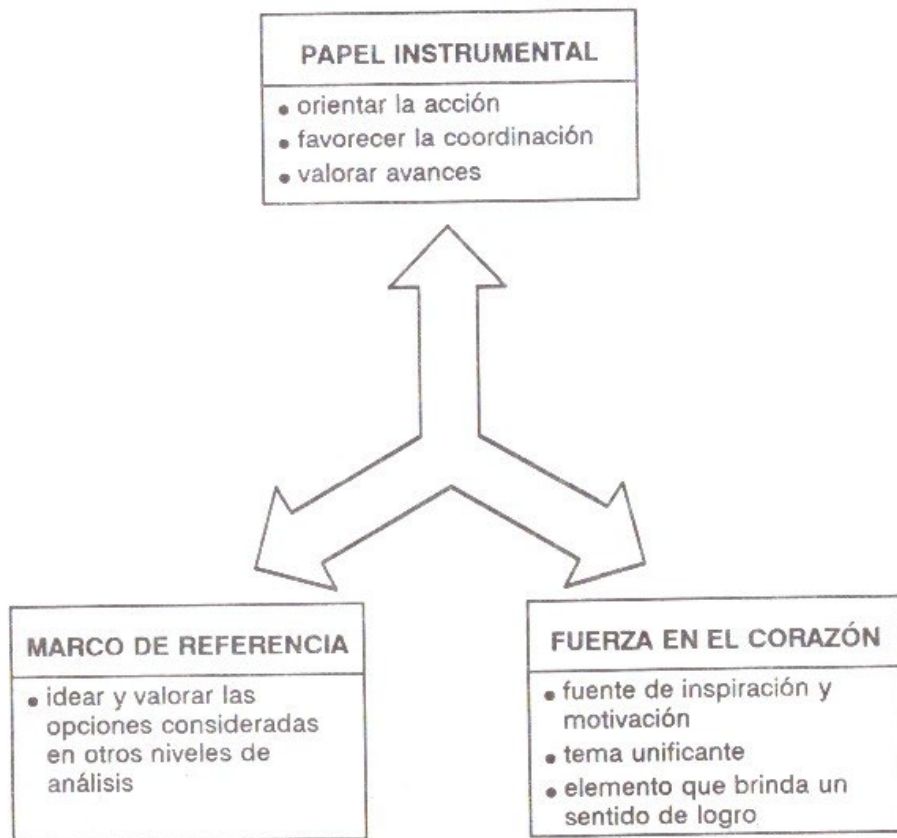 PAPEL INSTRUMENTAL
• orientar la acción
• favorecer la coordinación
• valorar avances
MARCO DE REFERENCIA
• idear y valorar las
opciones consideradas
en otros niveles de
análisis
FUERZA EN EL CORAZÓN
• fuente de inspiración y
motivación
• tema unificante
• elemento que brinda un
sentido de logro